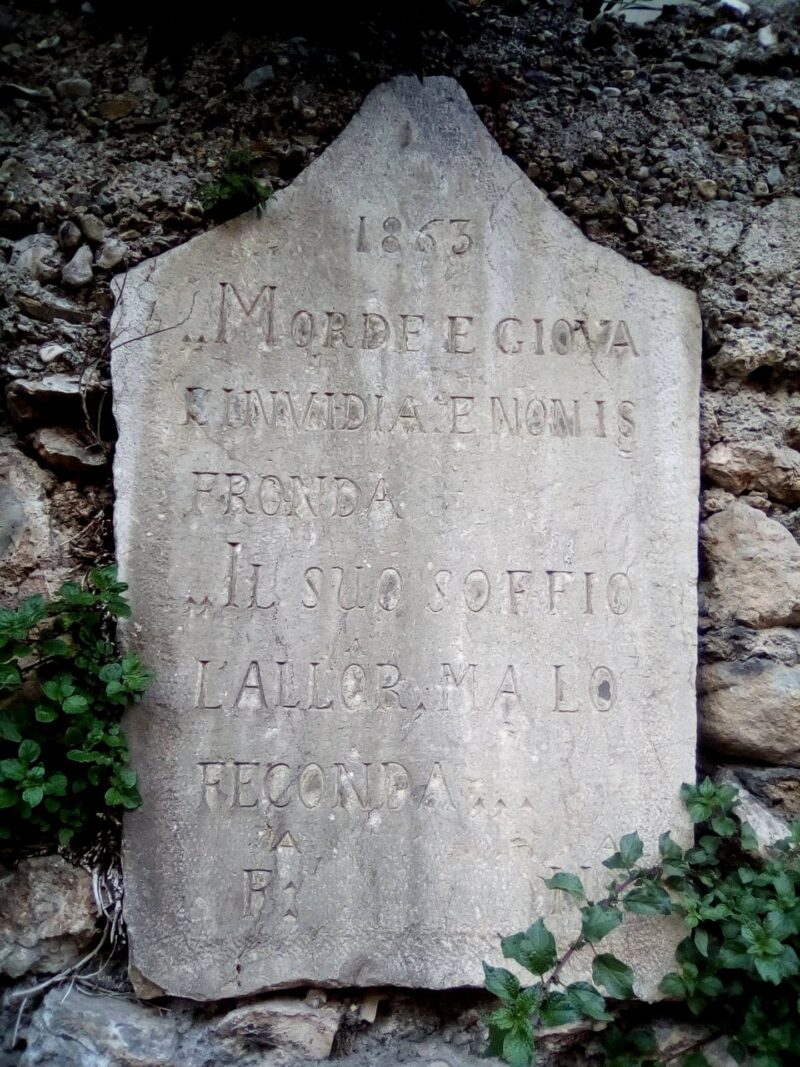 1863
„MORDE E GIOVA
L'INVIDIA E NOM IS
FRONDA
„IL SUO SOFFIO
L'ALLOR, MA LO
FECONDA...
F: N